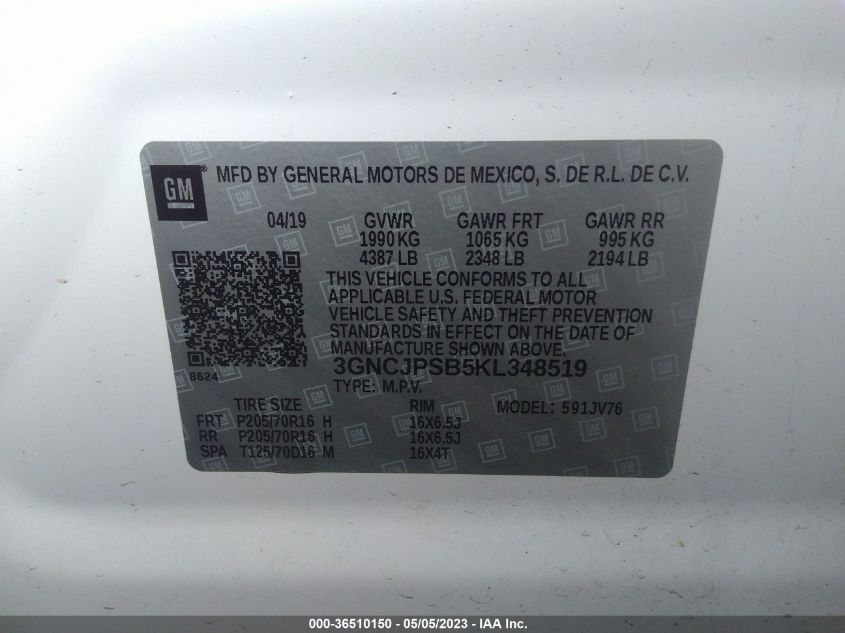 GM ® MFD BY GENERAL MOTORS DE MEXICO, S. DE R.L. DE C.V.
04/19 GVWR GAWR FRT GAWR RR
1990 KG 1065 KG 995 KG
4387 LB 2348 LB 2194 LB
THIS VEHICLE CONFORMS TO ALL
APPLICABLE U.S. FEDERAL MOTOR
VEHICLE SAFETY AND THEFT PREVENTION
STANDARDS IN EFFECT ON THE DATE OF
MANUFACTURE SHOWN ABOVE.
8624 3GNCJPSB5KL348519
TYPE: M.P.V.
TIRE SIZE RIM MODEL: 591JV76
FRT P205/70R16 H 16X6.5J
RR P205/70R16 H 16X6.5J
SPA T125/70D16 M 16X4T
000-36510150 - 05/05/2023 - IAA Inc.